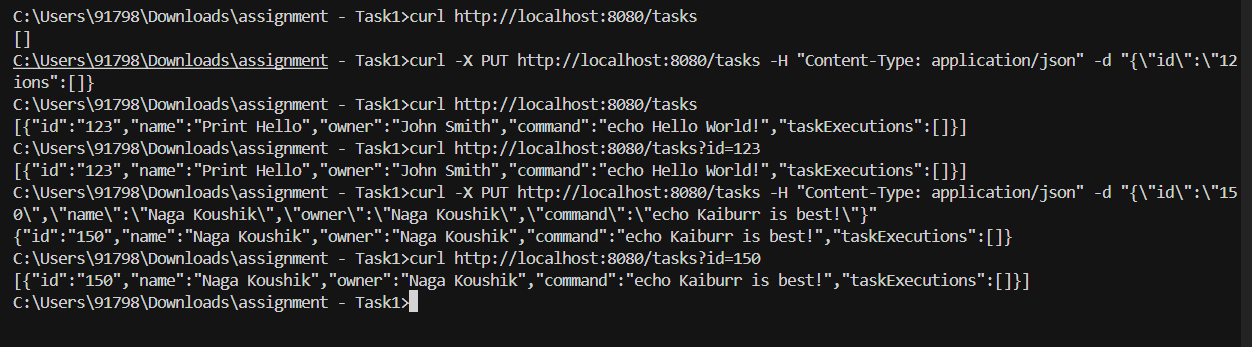 C:\Users\91798\Downloads\assignment - Task1>curl http://localhost:8080/tasks
[]
C:\Users\91798\Downloads\assignment - Task1>curl -X PUT http://localhost:8080/tasks -H "Content-Type: application/json" -d "{\"id\":\"12
ions":[]}
C:\Users\91798\Downloads\assignment - Task1>curl http://localhost:8080/tasks
[{"id":"123","name":"Print Hello","owner":"John Smith","command":"echo Hello World!","taskExecutions":[]}]
C:\Users\91798\Downloads\assignment - Task1>curl http://localhost:8080/tasks?id=123
[{"id":"123","name":"Print Hello","owner":"John Smith","command":"echo Hello World!","taskExecutions":[]}]
C:\Users\91798\Downloads\assignment - Task1>curl -X PUT http://localhost:8080/tasks -H "Content-Type: application/json" -d "{\"id\":\"15
0\",\"name\":\"Naga Koushik\",\"owner\":\"Naga Koushik\",\"command\":\"echo Kaiburr is best!\"}"
{"id":"150","name":"Naga Koushik","owner":"Naga Koushik","command":"echo Kaiburr is best!","taskExecutions":[]}
C:\Users\91798\Downloads\assignment - Task1>curl http://localhost:8080/tasks?id=150
[{"id":"150","name":"Naga Koushik","owner":"Naga Koushik","command":"echo Kaiburr is best!","taskExecutions":[]}]
C:\Users\91798\Downloads\assignment - Task1>